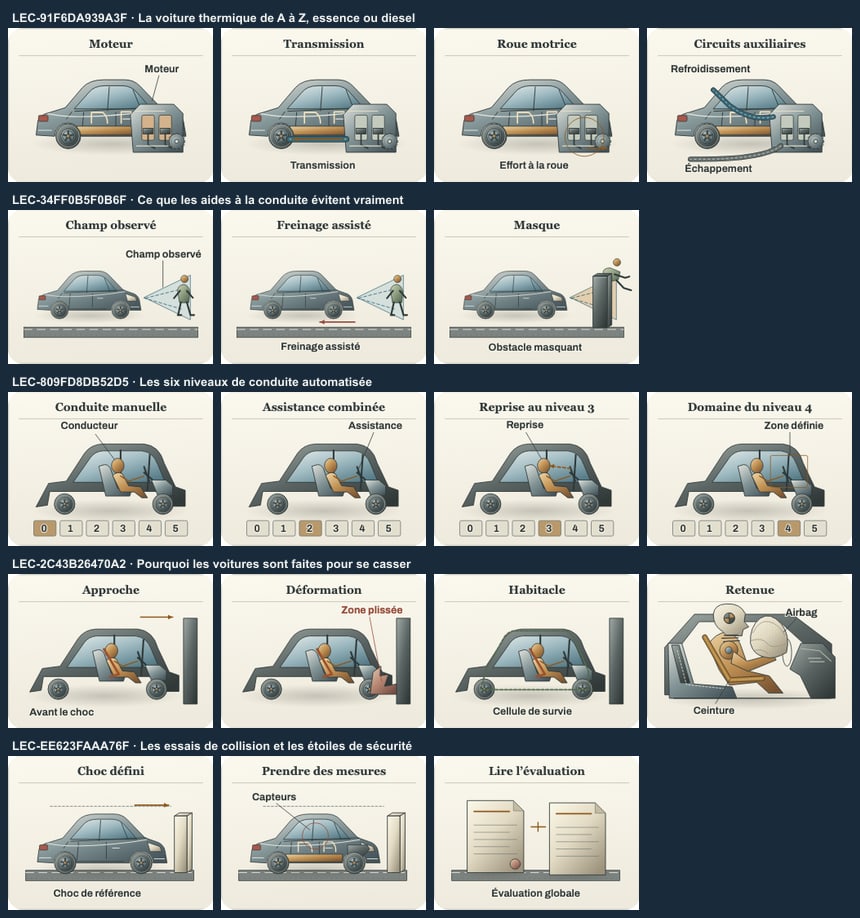 LEC-91F6DA939A3F · La voiture thermique de A à Z, essence ou diesel
Moteur
Moteur
Transmission
Transmission
Roue motrice
Effort à la roue
Circuits auxiliaires
Refroidissement
Échappement
LEC-34FF0B5F0B6F · Ce que les aides à la conduite évitent vraiment
Champ observé
Champ observé
Freinage assisté
Freinage assisté
Masque
Obstacle masquant
LEC-809FD8DB52D5 · Les six niveaux de conduite automatisée
Conduite manuelle
Conducteur
0 1 2 3 4 5
Assistance combinée
Assistance
0 1 2 3 4 5
Reprise au niveau 3
Reprise
0 1 2 3 4 5
Domaine du niveau 4
Zone définie
0 1 2 3 4 5
LEC-2C43B26470A2 · Pourquoi les voitures sont faites pour se casser
Approche
Avant le choc
Déformation
Zone plissée
Habitacle
Cellule de survie
Retenue
Airbag
Ceinture
LEC-EE623FAAA76F · Les essais de collision et les étoiles de sécurité
Choc défini
Choc de référence
Prendre des mesures
Capteurs
Lire l'évaluation
Évaluation globale